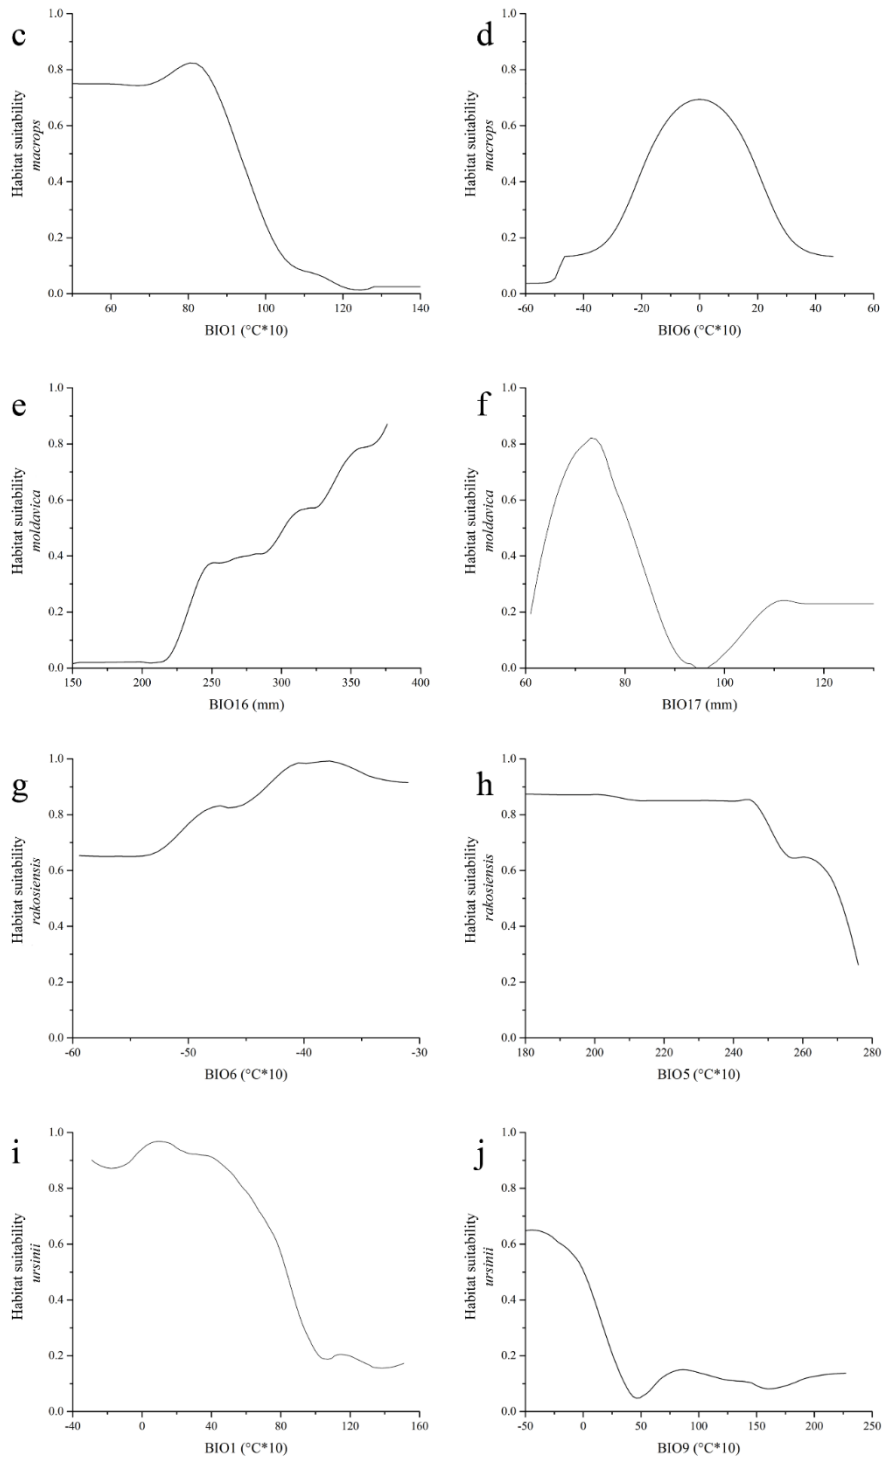 c
Habitat suitability
macrops
1.0
0.8
0.6
0.4
0.2
0.0
60 80 100 120 140
BIO1 (°C*10)
d
Habitat suitability
macrops
1.0
0.8
0.6
0.4
0.2
0.0
-60 -40 -20 0 20 40 60
BIO6 (°C*10)
e
Habitat suitability
moldavica
1.0
0.8
0.6
0.4
0.2
0.0
150 200 250 300 350 400
BIO16 (mm)
f
Habitat suitability
moldavica
1.0
0.8
0.6
0.4
0.2
0.0
60 80 100 120
BIO17 (mm)
g
Habitat suitability
rakosiensis
1.0
0.8
0.6
0.4
0.2
0.0
-60 -50 -40 -30
BIO6 (°C*10)
h
Habitat suitability
rakosiensis
1.0
0.8
0.6
0.4
0.2
0.0
180 200 220 240 260 280
BIO5 (°C*10)
i
Habitat suitability
ursinii
1.0
0.8
0.6
0.4
0.2
0.0
-40 0 40 80 120 160
BIO1 (°C*10)
j
Habitat suitability
ursinii
1.0
0.8
0.6
0.4
0.2
0.0
-50 0 50 100 150 200 250
BIO9 (°C*10)